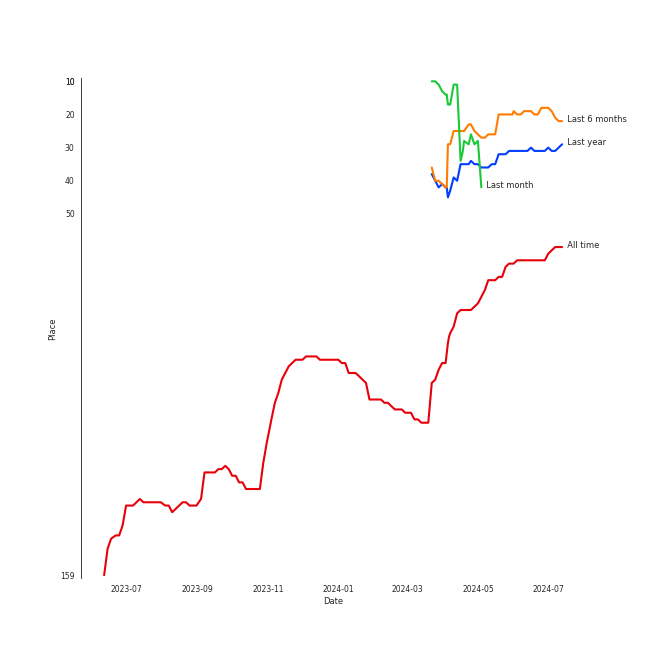 10
20
30
40
50
159
Place
Last 6 months
Last year
Last month
All time
2023-07
2023-09
2023-11
2024-01
2024-03
2024-05
2024-07
Date